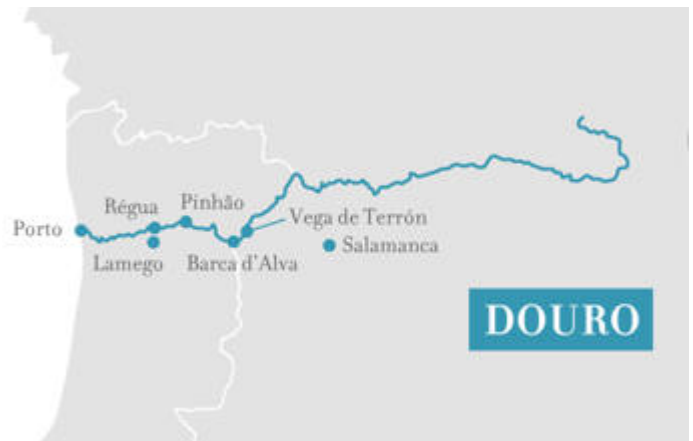 Régua
Pinhão
Porto
Vega de Terrón
Lamego
Barca d'Alva
Salamanca
DOURO